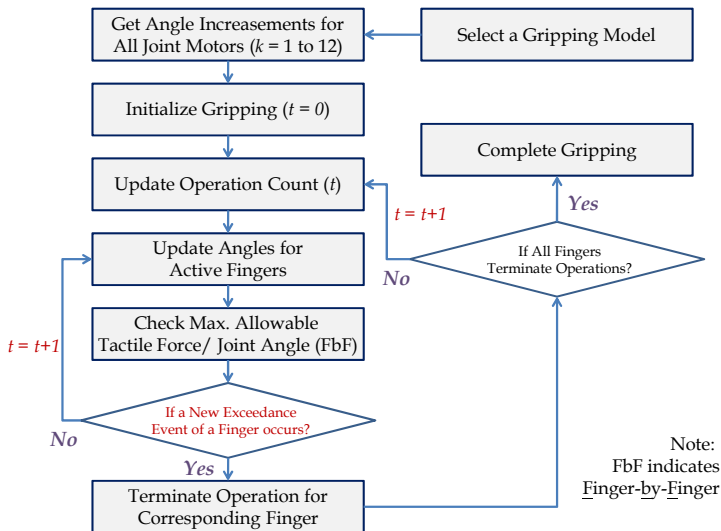 Get Angle Increasements for
All Joint Motors (k = 1 to 12)
Select a Gripping Model
Initialize Gripping (t = 0)
Complete Gripping
Update Operation Count (t)
Yes
t = t+1
If All Fingers
Terminate Operations?
No
Update Angles for
Active Fingers
Check Max. Allowable
Tactile Force/ Joint Angle (FbF)
t = t+1
If a New Exceedance
Event of a Finger occurs?
No
Yes
Terminate Operation for
Corresponding Finger
Note:
FbF indicates
Finger-by-Finger